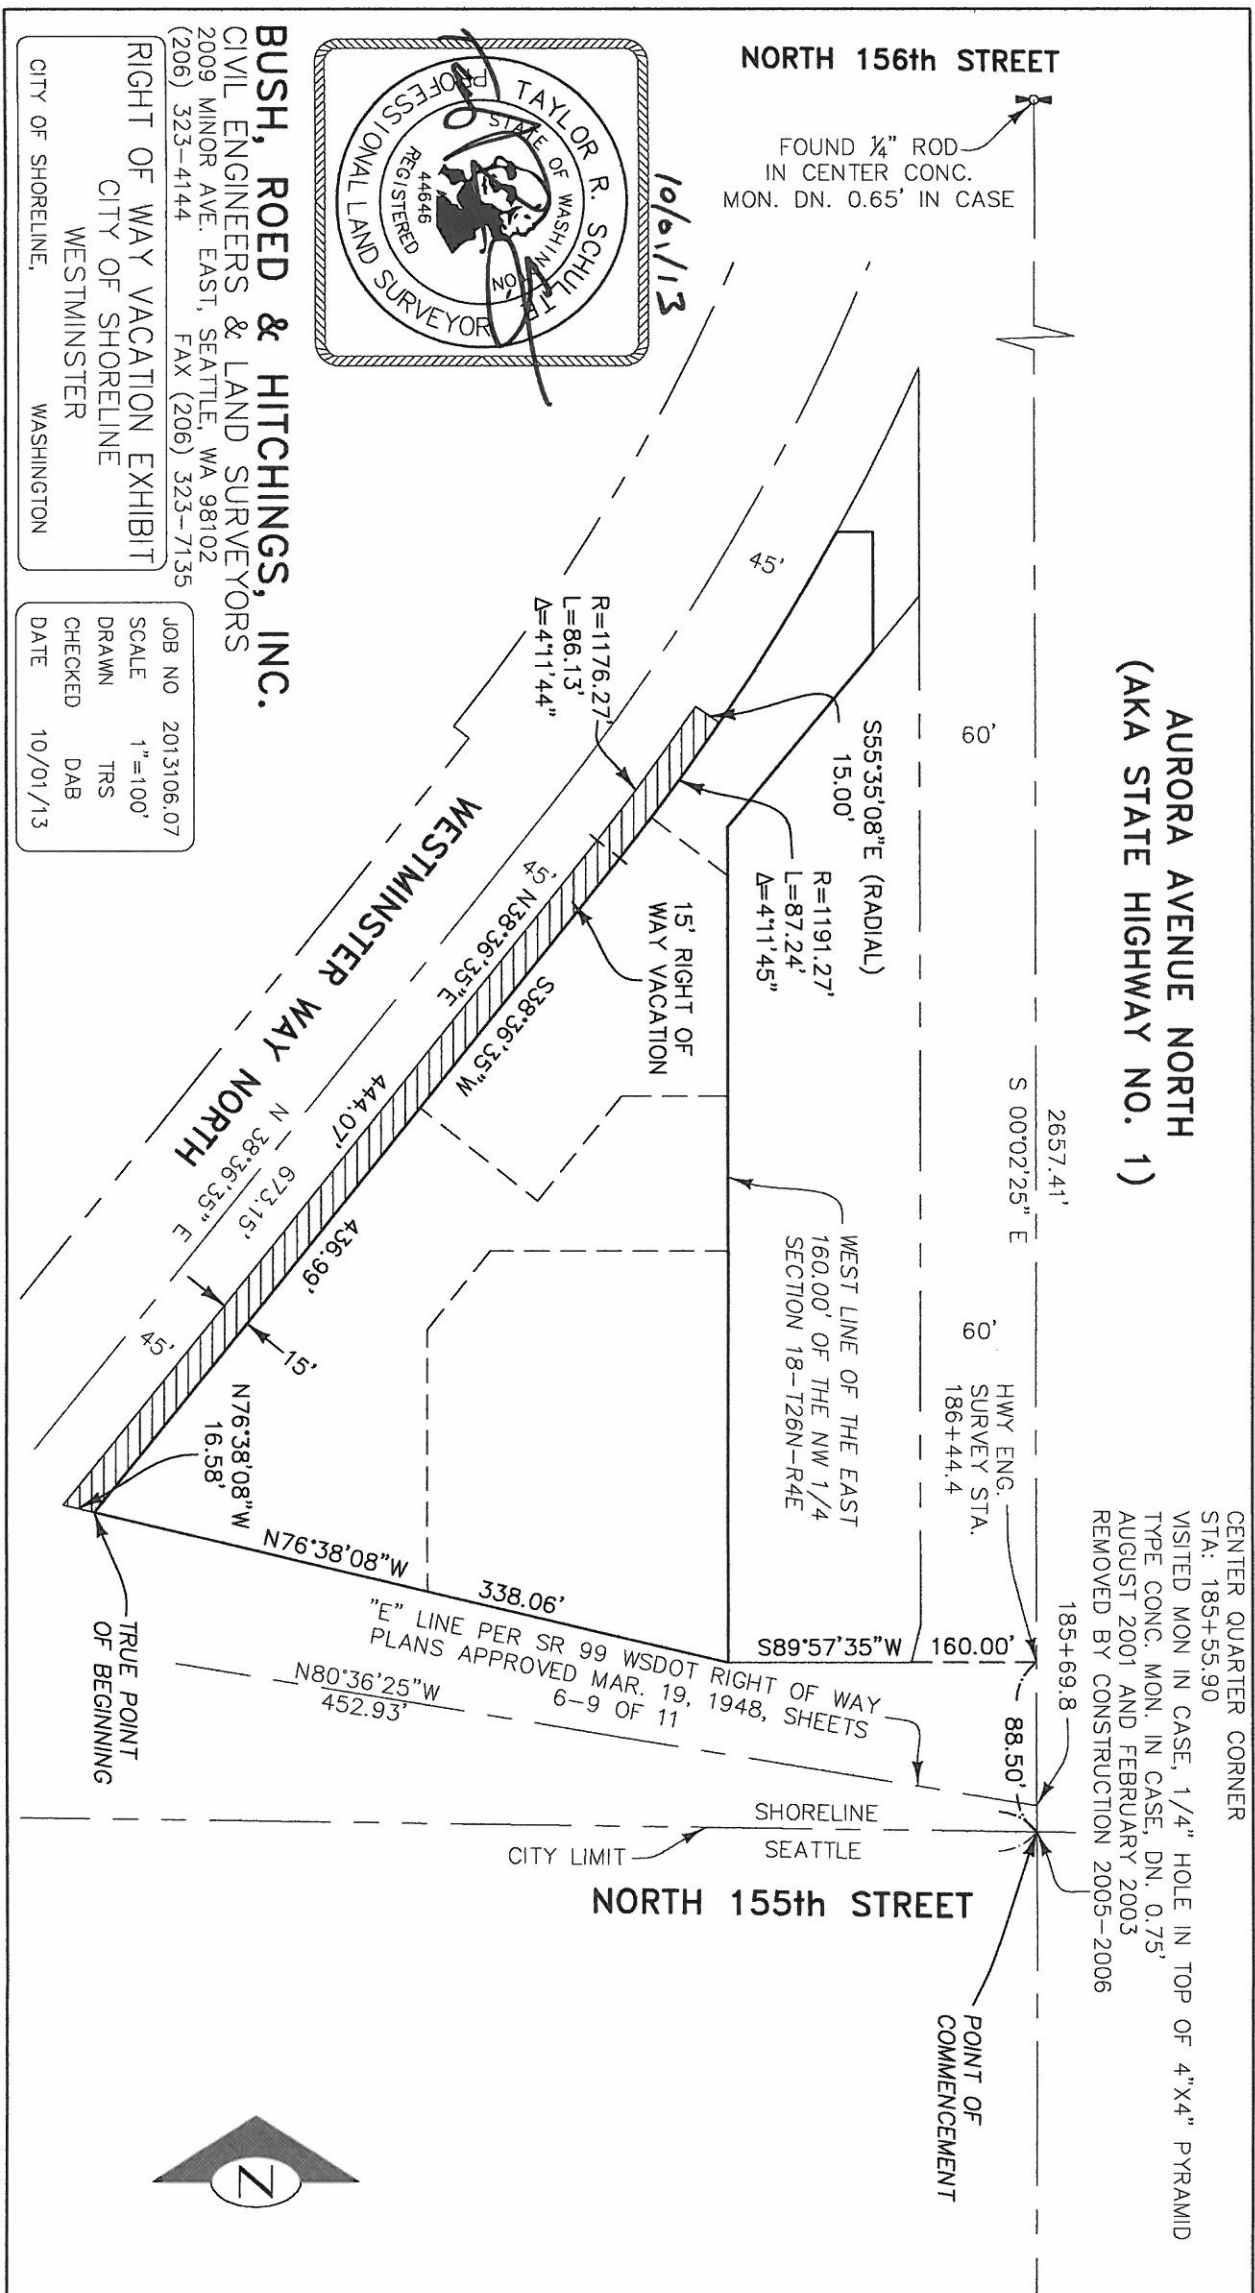 AURORA AVENUE NORTH
(AKA STATE HIGHWAY NO. 1)
NORTH 156th STREET
FOUND ¼" ROD
IN CENTER CONC.
MON. DN. 0.65' IN CASE
2657.41'
S 00°02'25" E
60'
60'
HWY ENG.
SURVEY STA.
186+44.4
CENTER QUARTER CORNER
STA: 185+55.90
VISITED MON IN CASE, 1/4" HOLE IN TOP OF 4"X4" PYRAMID
TYPE CONC. MON. IN CASE, DN. 0.75'
AUGUST 2001 AND FEBRUARY 2003
REMOVED BY CONSTRUCTION 2005-2006
185+69.8
88.50'
POINT OF
COMMENCEMENT
S89°57'35"W
160.00'
WEST LINE OF THE EAST
160.00' OF THE NW 1/4
SECTION 18-T26N-R4E
S55°35'08"E (RADIAL)
15.00'
R=1191.27'
L=87.24'
Δ=4°11'45"
R=1176.27'
L=86.13'
Δ=4°11'44"
15' RIGHT OF
WAY VACATION
45'
45'
N38°36'35"E
S38°36'35"W
444.07'
436.99'
673.15'
N 38°36'35" E
45'
15'
WESTMINSTER WAY NORTH
N76°38'08"W
16.58'
N76°38'08"W
338.06'
"E" LINE PER SR 99 WSDOT RIGHT OF WAY
PLANS APPROVED MAR. 19, 1948, SHEETS
6-9 OF 11
N80°36'25"W
452.93'
TRUE POINT
OF BEGINNING
SHORELINE
CITY LIMIT
SEATTLE
NORTH 155th STREET
N
10/01/13
TAYLOR R. SCHULTE
STATE OF WASHINGTON
44646
REGISTERED
PROFESSIONAL LAND SURVEYOR
BUSH, ROED & HITCHINGS, INC.
CIVIL ENGINEERS & LAND SURVEYORS
2009 MINOR AVE. EAST, SEATTLE, WA 98102
(206) 323-4144 FAX (206) 323-7135
RIGHT OF WAY VACATION EXHIBIT
CITY OF SHORELINE
WESTMINSTER
CITY OF SHORELINE, WASHINGTON
JOB NO 2013106.07
SCALE 1"=100'
DRAWN TRS
CHECKED DAB
DATE 10/01/13